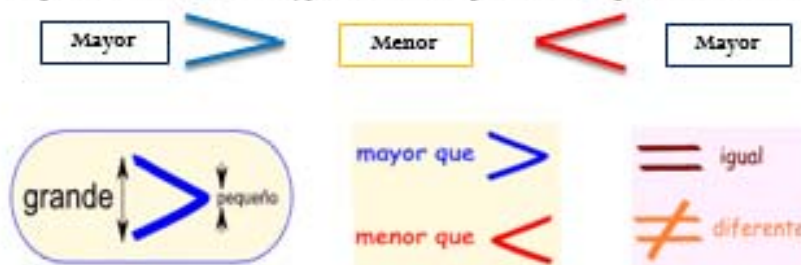 Mayor > Menor < Mayor
grande > pequeño
mayor que >
menor que <
= igual
≠ diferente